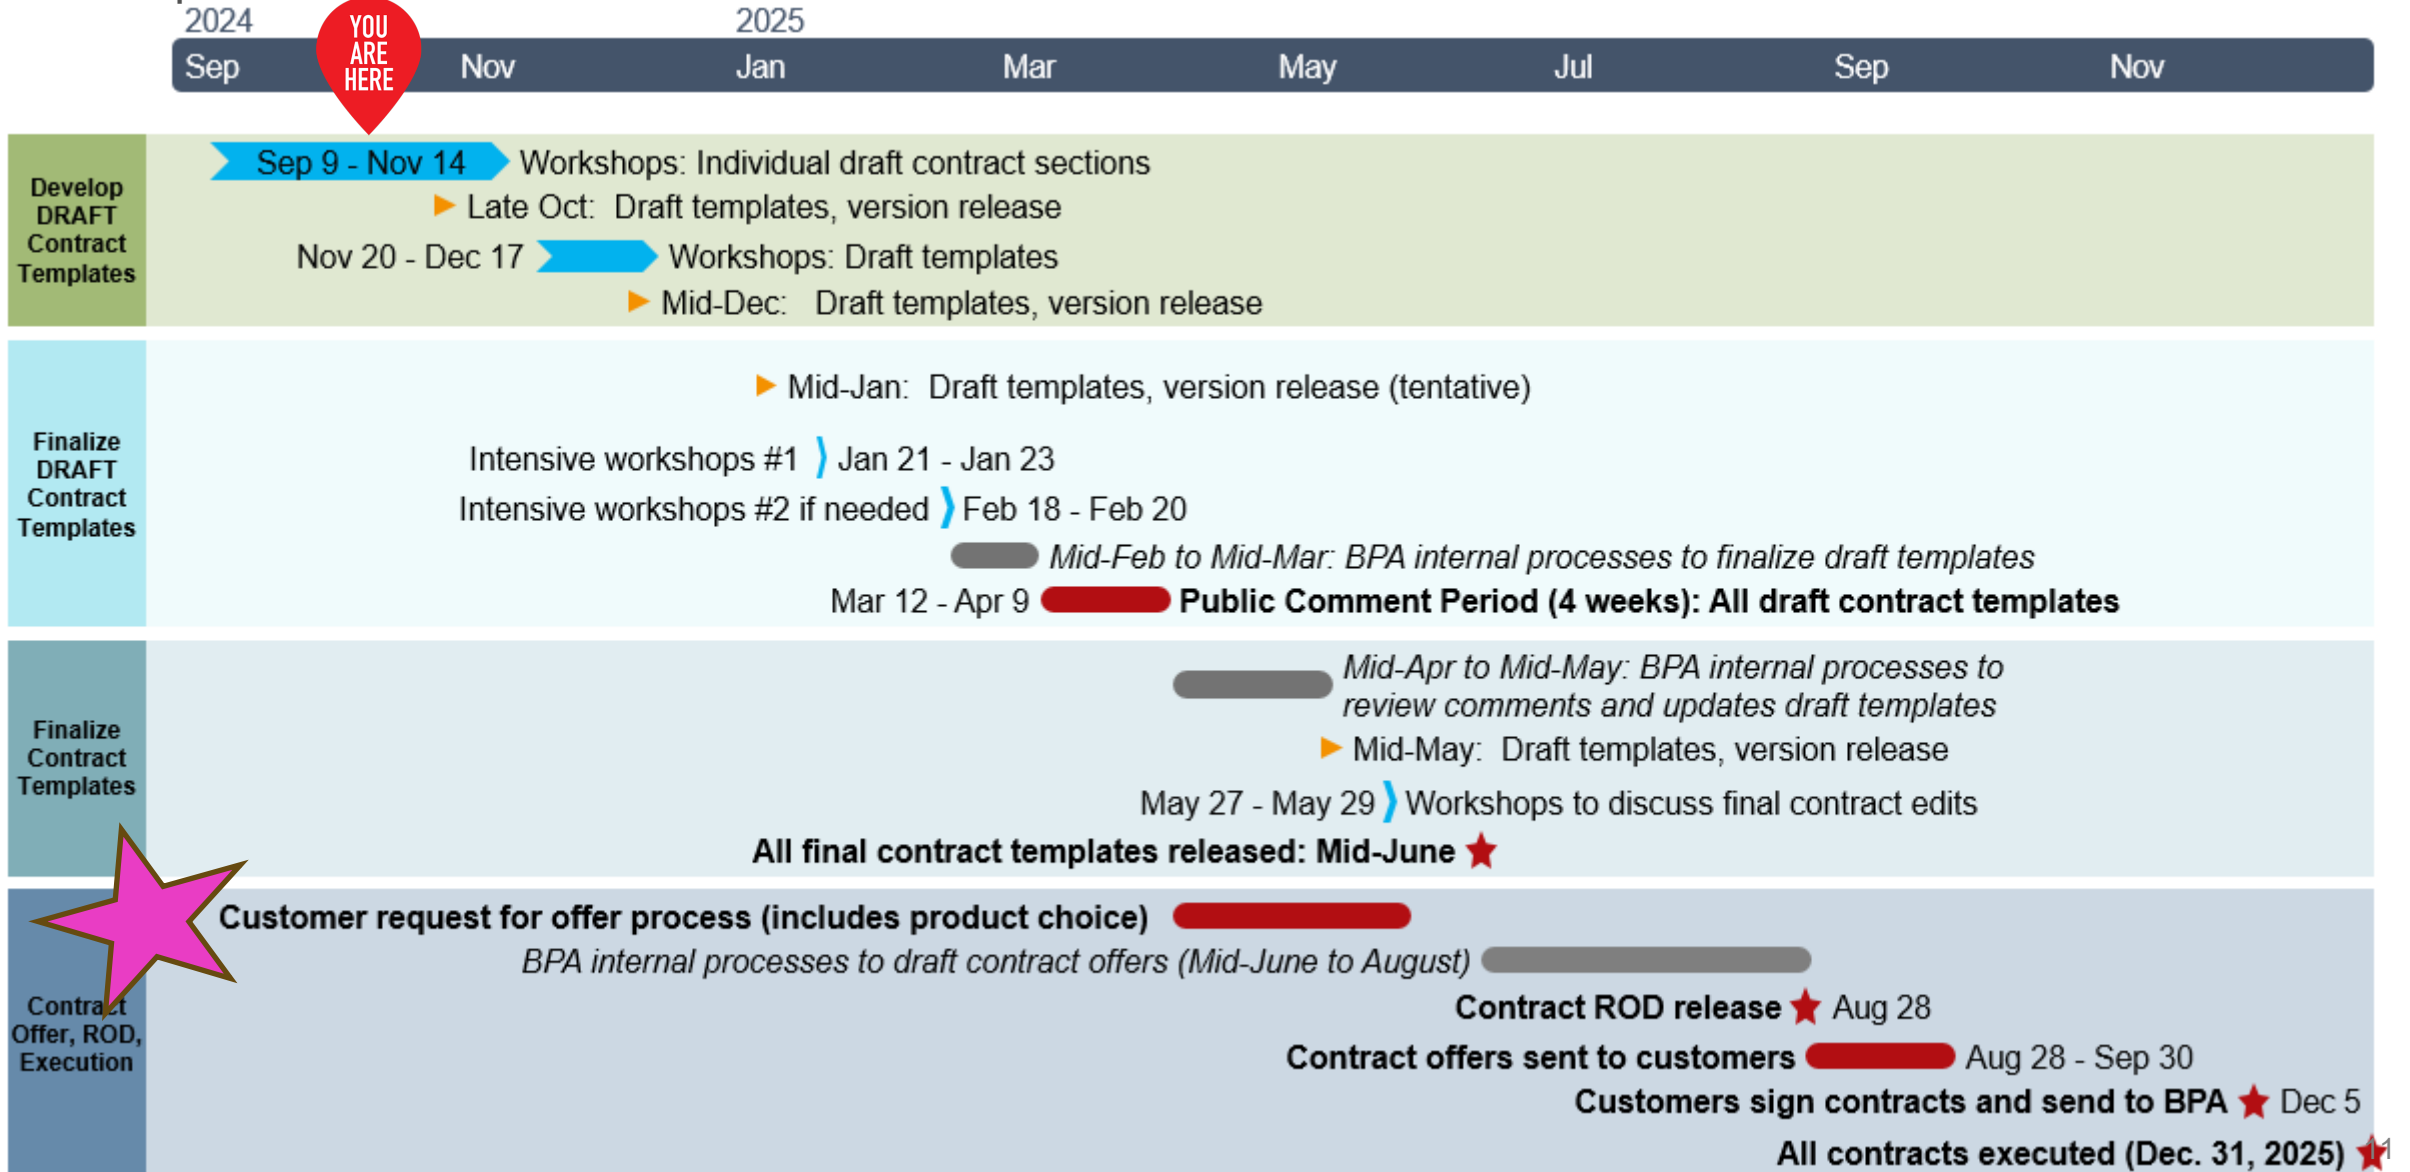 2024
2025
YOU
ARE
HERE
Sep Nov Jan Mar May Jul Sep Nov
Develop
DRAFT
Contract
Templates
Sep 9 - Nov 14 Workshops: Individual draft contract sections
Late Oct: Draft templates, version release
Nov 20 - Dec 17 Workshops: Draft templates
Mid-Dec: Draft templates, version release
Finalize
DRAFT
Contract
Templates
Mid-Jan: Draft templates, version release (tentative)
Intensive workshops #1 Jan 21 - Jan 23
Intensive workshops #2 if needed Feb 18 - Feb 20
Mid-Feb to Mid-Mar: BPA internal processes to finalize draft templates
Mar 12 - Apr 9 Public Comment Period (4 weeks): All draft contract templates
Finalize
Contract
Templates
Mid-Apr to Mid-May: BPA internal processes to
review comments and updates draft templates
Mid-May: Draft templates, version release
May 27 - May 29 Workshops to discuss final contract edits
All final contract templates released: Mid-June
Contract
Offer, ROD,
Execution
Customer request for offer process (includes product choice)
BPA internal processes to draft contract offers (Mid-June to August)
Contract ROD release Aug 28
Contract offers sent to customers Aug 28 - Sep 30
Customers sign contracts and send to BPA Dec 5
All contracts executed (Dec. 31, 2025)
11